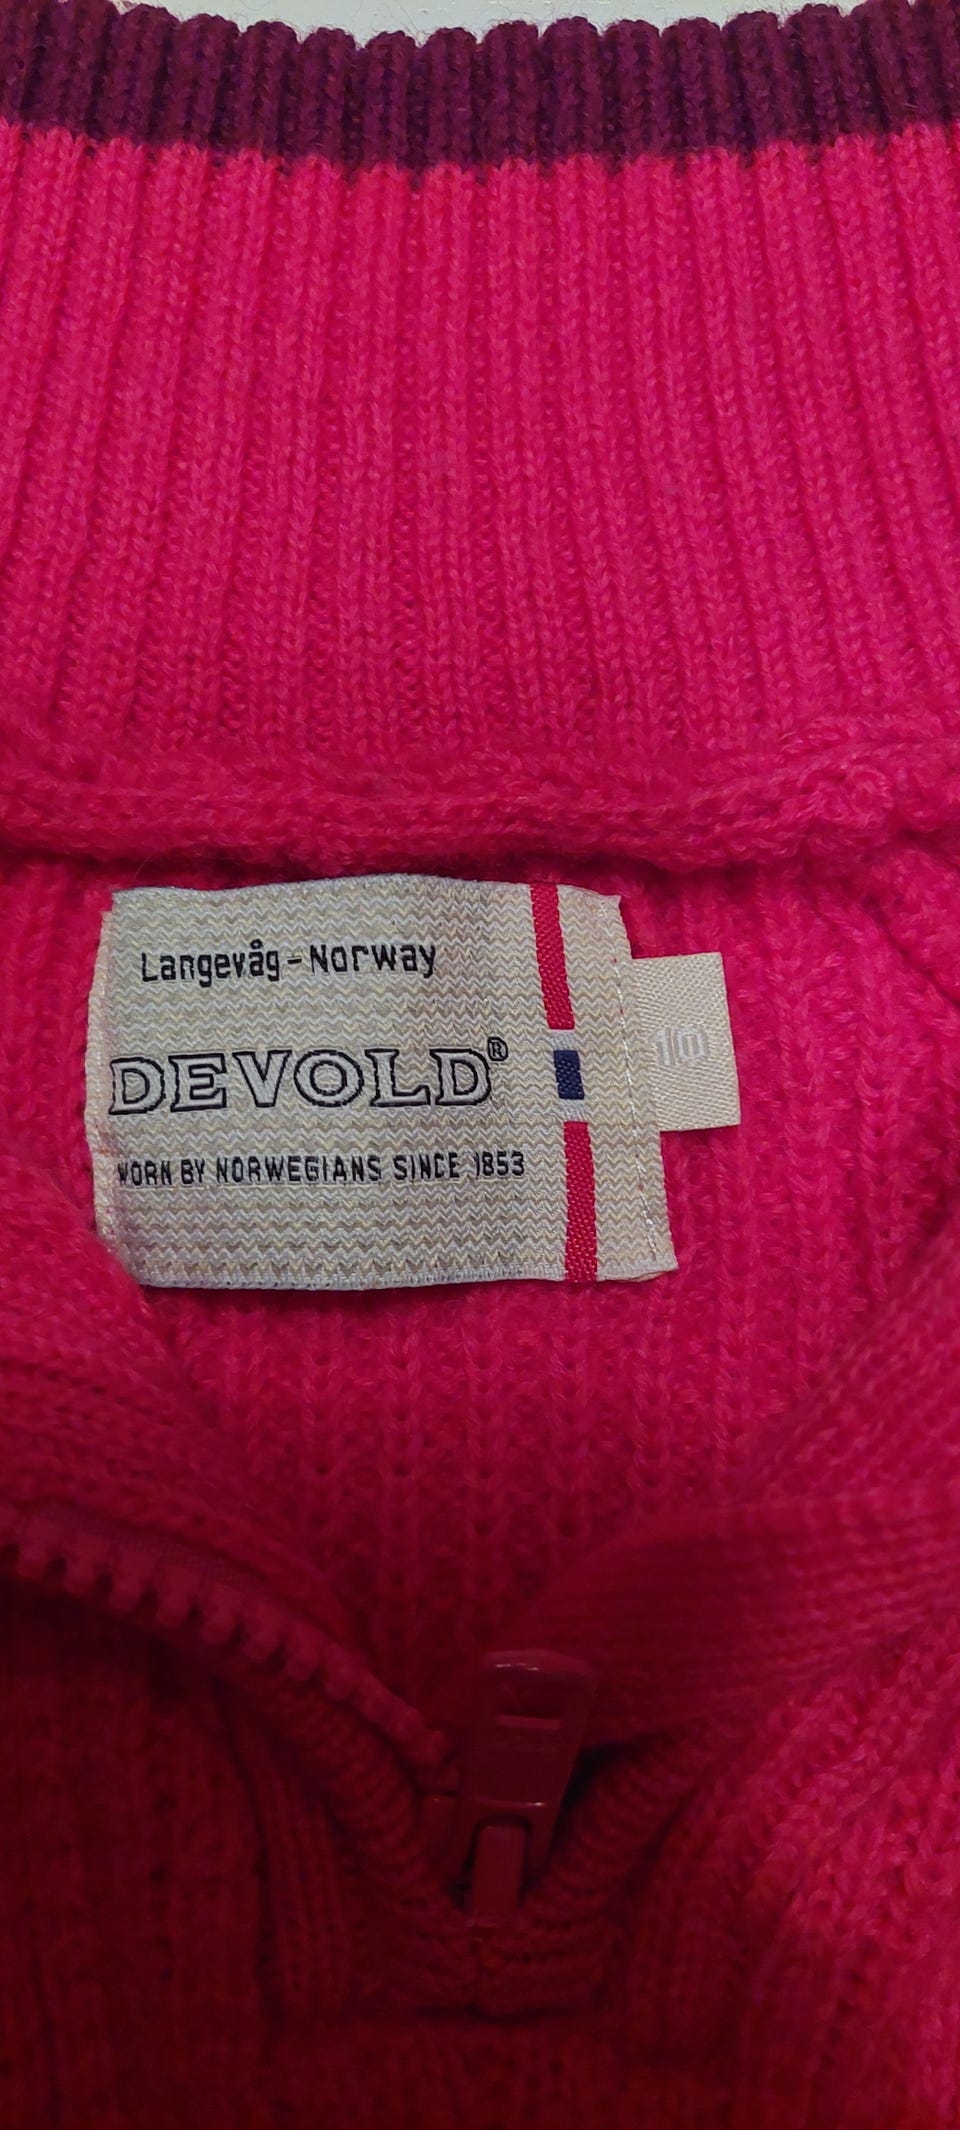 Langevåg - Norway
DEVOLD®
WORN BY NORWEGIANS SINCE 1853
10